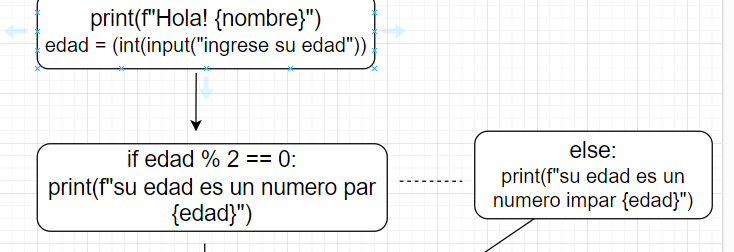 print(f"Hola! {nombre}")
edad = (int(input("ingrese su edad"))
if edad % 2 == 0:
print(f"su edad es un numero par
{edad}")
else:
print(f"su edad es un
numero impar {edad}")